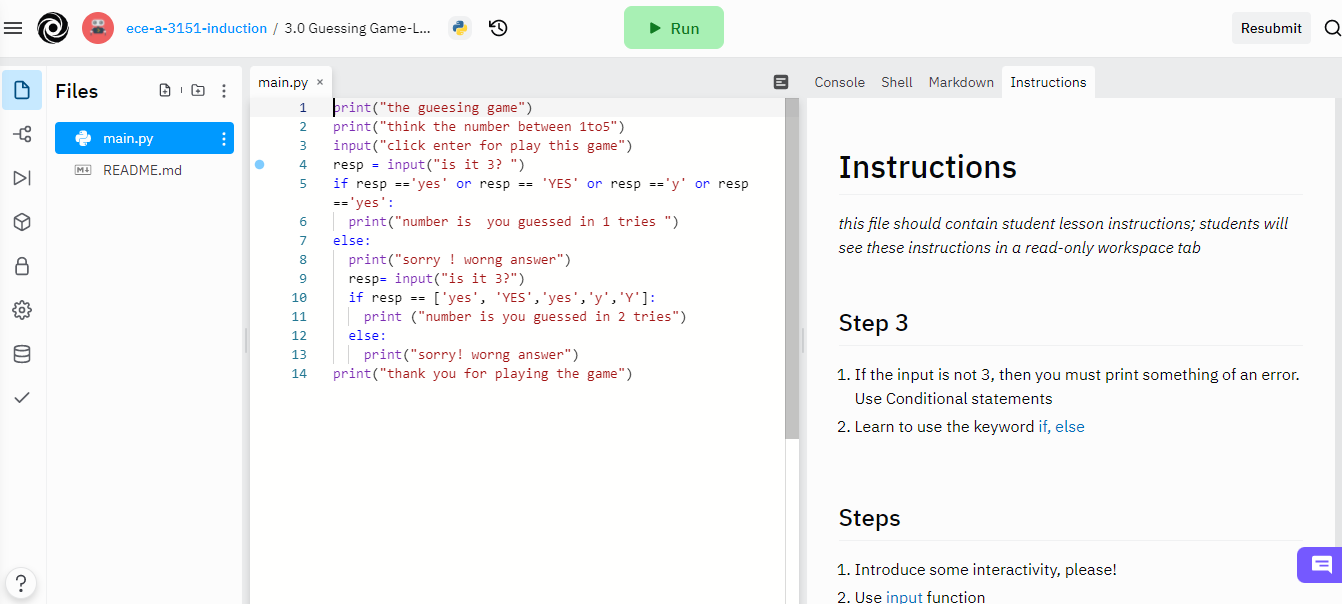 ece-a-3151-induction / 3.0 Guessing Game-L...
Run
Resubmit
Files
main.py
README.md
main.py ×
1 print("the gueesing game")
2 print("think the number between 1to5")
3 input("click enter for play this game")
4 resp = input("is it 3? ")
5 if resp =='yes' or resp == 'YES' or resp =='y' or resp
=='yes':
6 print("number is  you guessed in 1 tries ")
7 else:
8 print("sorry ! worng answer")
9 resp= input("is it 3?")
10 if resp == ['yes', 'YES','yes','y','Y']:
11 print ("number is you guessed in 2 tries")
12 else:
13 print("sorry! worng answer")
14 print("thank you for playing the game")
Console Shell Markdown Instructions
Instructions
this file should contain student lesson instructions; students will
see these instructions in a read-only workspace tab
Step 3
1. If the input is not 3, then you must print something of an error.
Use Conditional statements
2. Learn to use the keyword if, else
Steps
1. Introduce some interactivity, please!
2. Use input function
?